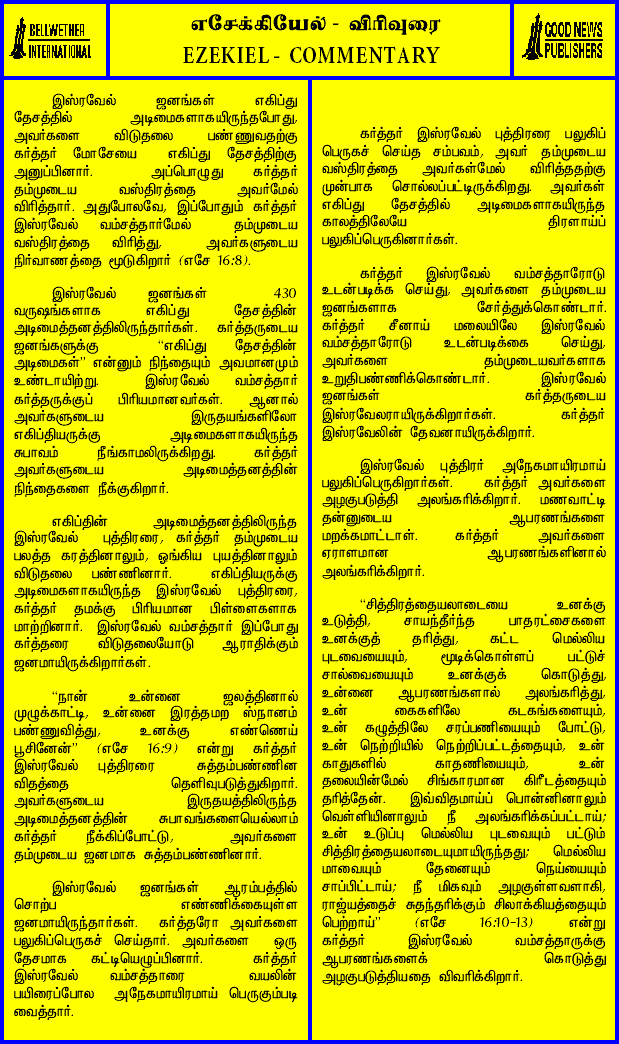 BELLWETHER
INTERNATIONAL
எசேக்கியேல் - விரிவுரை
EZEKIEL - COMMENTARY
GOOD NEWS
PUBLISHERS
இஸ்ரவேல் ஜனங்கள் எகிப்து
தேசத்தில் அடிமைகளாகயிருந்தபோது,
அவர்களை விடுதலை பண்ணுவதற்கு
கர்த்தர் மோசேயை எகிப்து தேசத்திற்கு
அனுப்பினார். அப்பொழுது கர்த்தர்
தம்முடைய வஸ்திரத்தை அவர்மேல்
விரித்தார். அதுபோலவே, இப்போதும் கர்த்தர்
இஸ்ரவேல் வம்சத்தார்மேல் தம்முடைய
வஸ்திரத்தை விரித்து, அவர்களுடைய
நிர்வாணத்தை மூடுகிறார் (எசே 16:8).
இஸ்ரவேல் ஜனங்கள் 430
வருஷங்களாக எகிப்து தேசத்தின்
அடிமைத்தனத்திலிருந்தார்கள். கர்த்தருடைய
ஜனங்களுக்கு "எகிப்து தேசத்தின்
அடிமைகள்" என்னும் நிந்தையும் அவமானமும்
உண்டாயிற்று. இஸ்ரவேல் வம்சத்தார்
கர்த்தருக்குப் பிரியமானவர்கள். ஆனால்
அவர்களுடைய இருதயங்களிலோ
எகிப்தியருக்கு அடிமைகளாகயிருந்த
சுபாவம் நீங்காமலிருக்கிறது. கர்த்தர்
அவர்களுடைய அடிமைத்தனத்தின்
நிந்தைகளை நீக்குகிறார்.
எகிப்தின் அடிமைத்தனத்திலிருந்த
இஸ்ரவேல் புத்திரரை, கர்த்தர் தம்முடைய
பலத்த கரத்தினாலும், ஓங்கிய புயத்தினாலும்
விடுதலை பண்ணினார். எகிப்தியருக்கு
அடிமைகளாகயிருந்த இஸ்ரவேல் புத்திரரை,
கர்த்தர் தமக்கு பிரியமான பிள்ளைகளாக
மாற்றினார். இஸ்ரவேல் வம்சத்தார் இப்போது
கர்த்தரை விடுதலையோடு ஆராதிக்கும்
ஜனமாயிருக்கிறார்கள்.
"நான் உன்னை ஜலத்தினால்
முழுக்காட்டி, உன்னை இரத்தமற ஸ்நானம்
பண்ணுவித்து, உனக்கு எண்ணெய்
பூசினேன்" (எசே 16:9) என்று கர்த்தர்
இஸ்ரவேல் புத்திரரை சுத்தம்பண்ணின
விதத்தை தெளிவுபடுத்துகிறார்.
அவர்களுடைய இருதயத்திலிருந்த
அடிமைத்தனத்தின் சுபாவங்களையெல்லாம்
கர்த்தர் நீக்கிப்போட்டு, அவர்களை
தம்முடைய ஜனமாக சுத்தம்பண்ணினார்.
இஸ்ரவேல் ஜனங்கள் ஆரம்பத்தில்
சொற்ப எண்ணிக்கையுள்ள
ஜனமாயிருந்தார்கள். கர்த்தரோ அவர்களை
பலுகிப்பெருகச் செய்தார். அவர்களை ஒரு
தேசமாக கட்டியெழுப்பினார். கர்த்தர்
இஸ்ரவேல் வம்சத்தாரை வயலின்
பயிரைப்போல அநேகமாயிரமாய் பெருகும்படி
வைத்தார்.
கர்த்தர் இஸ்ரவேல் புத்திரரை பலுகிப்
பெருகச் செய்த சம்பவம், அவர் தம்முடைய
வஸ்திரத்தை அவர்கள்மேல் விரித்ததற்கு
முன்பாக சொல்லப்பட்டிருக்கிறது. அவர்கள்
எகிப்து தேசத்தில் அடிமைகளாகயிருந்த
காலத்திலேயே திரளாய்ப்
பலுகிப்பெருகினார்கள்.
கர்த்தர் இஸ்ரவேல் வம்சத்தாரோடு
உடன்படிக்க செய்து, அவர்களை தம்முடைய
ஜனங்களாக சேர்த்துக்கொண்டார்.
கர்த்தர் சீனாய் மலையிலே இஸ்ரவேல்
வம்சத்தாரோடு உடன்படிக்கை செய்து,
அவர்களை தம்முடையவர்களாக
உறுதிபண்ணிக்கொண்டார். இஸ்ரவேல்
ஜனங்கள் கர்த்தருடைய
இஸ்ரவேலராயிருக்கிறார்கள். கர்த்தர்
இஸ்ரவேலின் தேவனாயிருக்கிறார்.
இஸ்ரவேல் புத்திரர் அநேகமாயிரமாய்
பலுகிப்பெருகிறார்கள். கர்த்தர் அவர்களை
அழகுபடுத்தி அலங்கரிக்கிறார். மணவாட்டி
தன்னுடைய ஆபரணங்களை
மறக்கமாட்டாள். கர்த்தர் அவர்களை
ஏராளமான ஆபரணங்களினால்
அலங்கரிக்கிறார்.
"சித்திரத்தையலாடையை உனக்கு
உடுத்தி, சாயந்தீர்ந்த பாதரட்சைகளை
உனக்குத் தரித்து, கட்ட மெல்லிய
புடவையையும், மூடிக்கொள்ளப் பட்டுச்
சால்வையையும் உனக்குக் கொடுத்து,
உன்னை ஆபரணங்களால் அலங்கரித்து,
உன் கைகளிலே கடகங்களையும்,
உன் கழுத்திலே சரப்பணியையும் போட்டு,
உன் நெற்றியில் நெற்றிப்பட்டத்தையும், உன்
காதுகளில் காதணியையும், உன்
தலையின்மேல் சிங்காரமான கிரீடத்தையும்
தரித்தேன். இவ்விதமாய்ப் பொன்னினாலும்
வெள்ளியினாலும் நீ அலங்கரிக்கப்பட்டாய்;
உன் உடுப்பு மெல்லிய புடவையும் பட்டும்
சித்திரத்தையலாடையுமாயிருந்தது; மெல்லிய
மாவையும் தேனையும் நெய்யையும்
சாப்பிட்டாய்; நீ மிகவும் அழகுள்ளவளாகி,
ராஜ்யத்தைச் சுதந்தரிக்கும் சிலாக்கியத்தையும்
பெற்றாய்" (எசே 16:10-13) என்று
கர்த்தர் இஸ்ரவேல் வம்சத்தாருக்கு
ஆபரணங்களைக் கொடுத்து
அழகுபடுத்தியதை விவரிக்கிறார்.